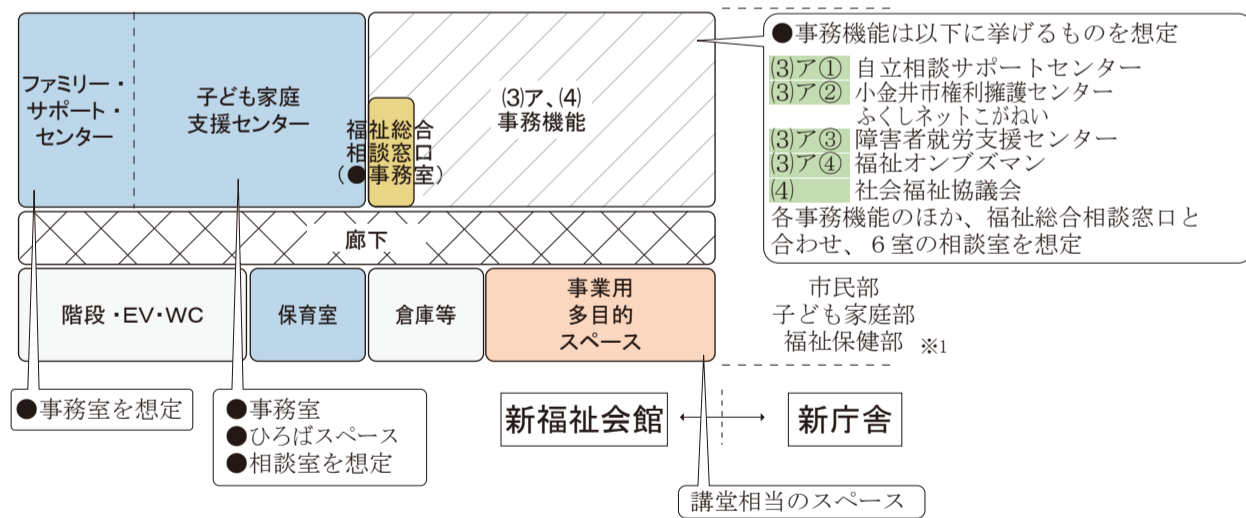 ファミリー・
サポート・
センター
子ども家庭
支援センター
福祉総合
相談窓口
(●事務室)
⑶ア、⑷
事務機能
●事務機能は以下に挙げるものを想定
⑶ア① 自立相談サポートセンター
⑶ア② 小金井市権利擁護センター
ふくしネットこがねい
⑶ア③ 障害者就労支援センター
⑶ア④ 福祉オンブズマン
⑷ 社会福祉協議会
各事務機能のほか、福祉総合相談窓口と
合わせ、6室の相談室を想定
廊下
階段・EV・WC
保育室
倉庫等
事業用
多目的
スペース
市民部
子ども家庭部
福祉保健部 ※1
●事務室を想定
●事務室
●ひろばスペース
●相談室を想定
新福祉会館
新庁舎
講堂相当のスペース